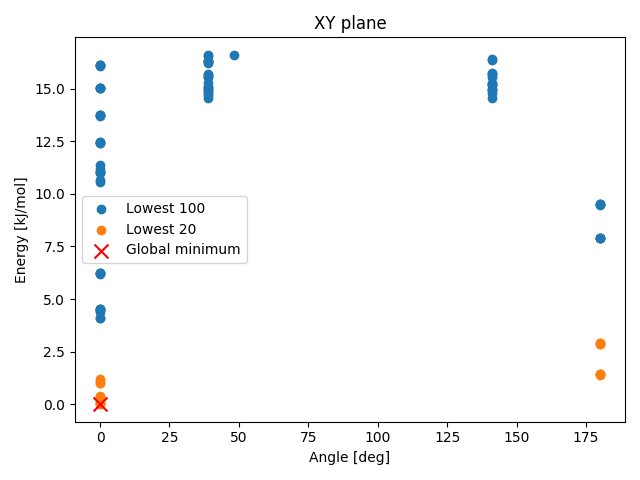 XY plane
Energy [kJ/mol]
15.0
12.5
10.0
7.5
5.0
2.5
0.0
Lowest 100
Lowest 20
Global minimum
0
25
50
75
100
125
150
175
Angle [deg]